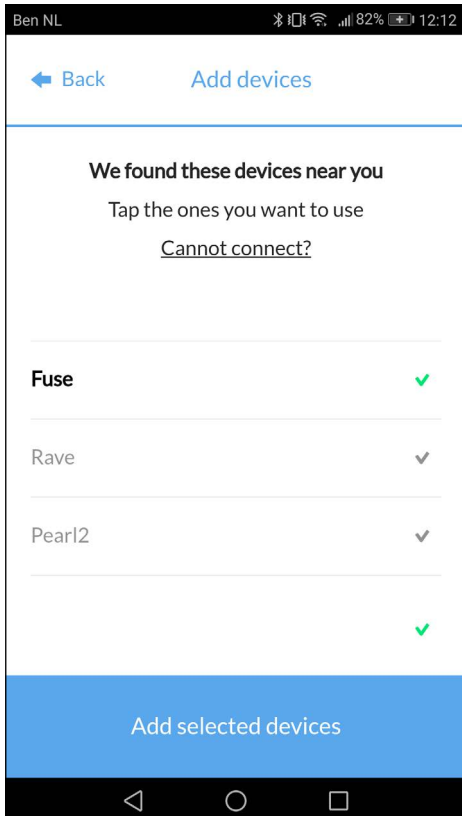 Ben NL 82% 12:12
Back Add devices
We found these devices near you
Tap the ones you want to use
Cannot connect?
Fuse
Rave
Pearl2
Add selected devices